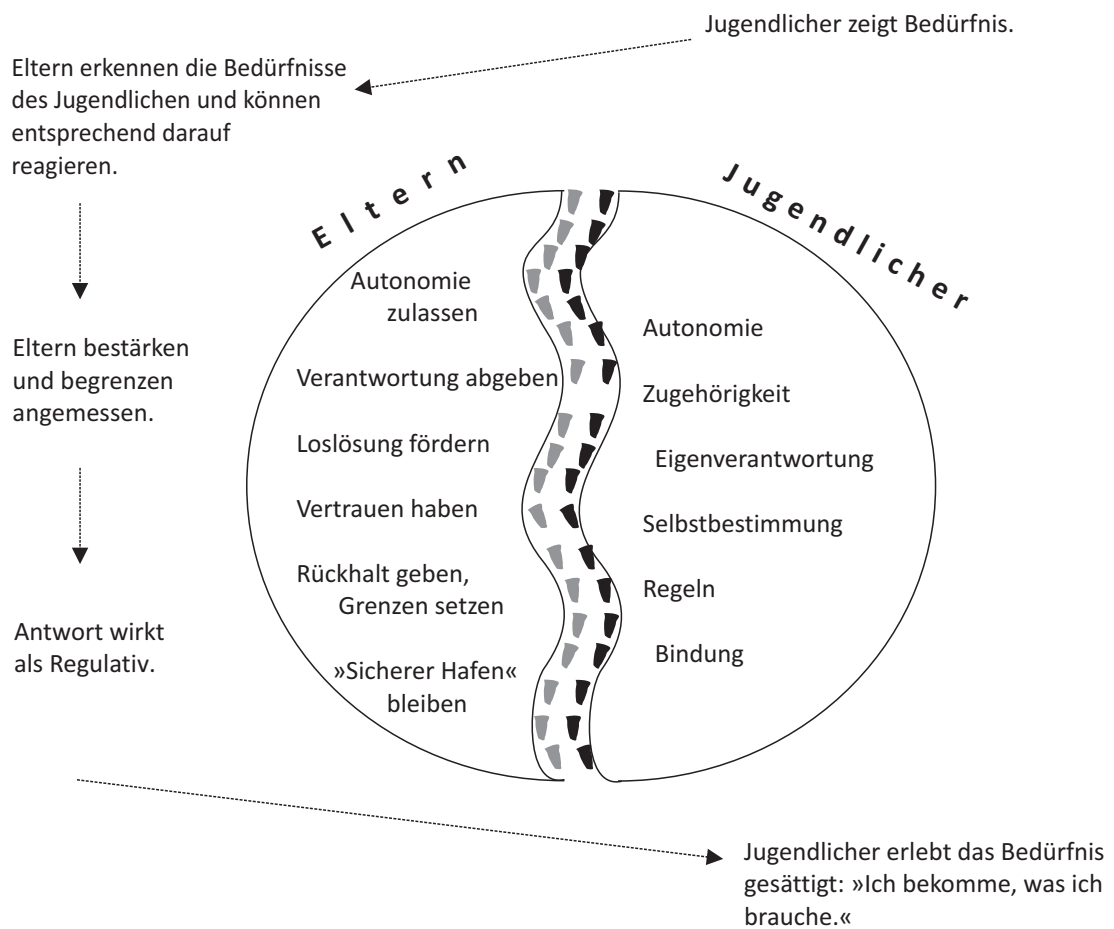 Jugendlicher zeigt Bedürfnis.
Eltern erkennen die Bedürfnisse
des Jugendlichen und können
entsprechend darauf
reagieren.
Eltern
Jugendlicher
Autonomie
zulassen
Verantwortung abgeben
Loslösung fördern
Vertrauen haben
Rückhalt geben,
Grenzen setzen
»Sicherer Hafen«
bleiben
Autonomie
Zugehörigkeit
Eigenverantwortung
Selbstbestimmung
Regeln
Bindung
Eltern bestärken
und begrenzen
angemessen.
Antwort wirkt
als Regulativ.
Jugendlicher erlebt das Bedürfnis
gesättigt: »Ich bekomme, was ich
brauche.«